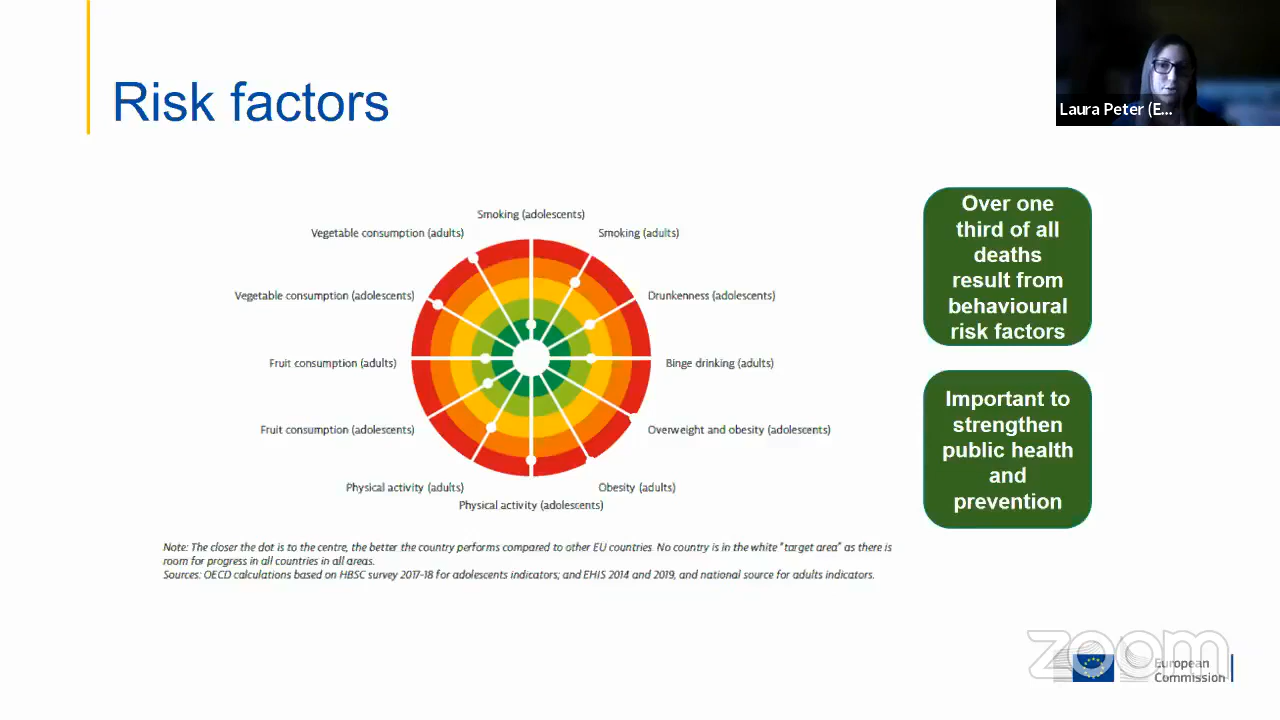 Risk factors
Laura Peter (E...
Smoking (adolescents)
Vegetable consumption (adults)
Smoking (adults)
Vegetable consumption (adolescents)
Drunkenness (adolescents)
Fruit consumption (adults)
Binge drinking (adults)
Fruit consumption (adolescents)
Overweight and obesity (adolescents)
Physical activity (adults)
Obesity (adults)
Physical activity (adolescents)
Over one
third of all
deaths
result from
behavioural
risk factors
Important to
strengthen
public health
and
prevention
Note: The closer the dot is to the centre, the better the country performs compared to other EU countries. No country is in the white "target area" as there is
room for progress in all countries in all areas.
Sources: OECD calculations based on HBSC survey 2017-18 for adolescents indicators; and EHIS 2014 and 2019, and national source for adults indicators.
zoom
European
Commission